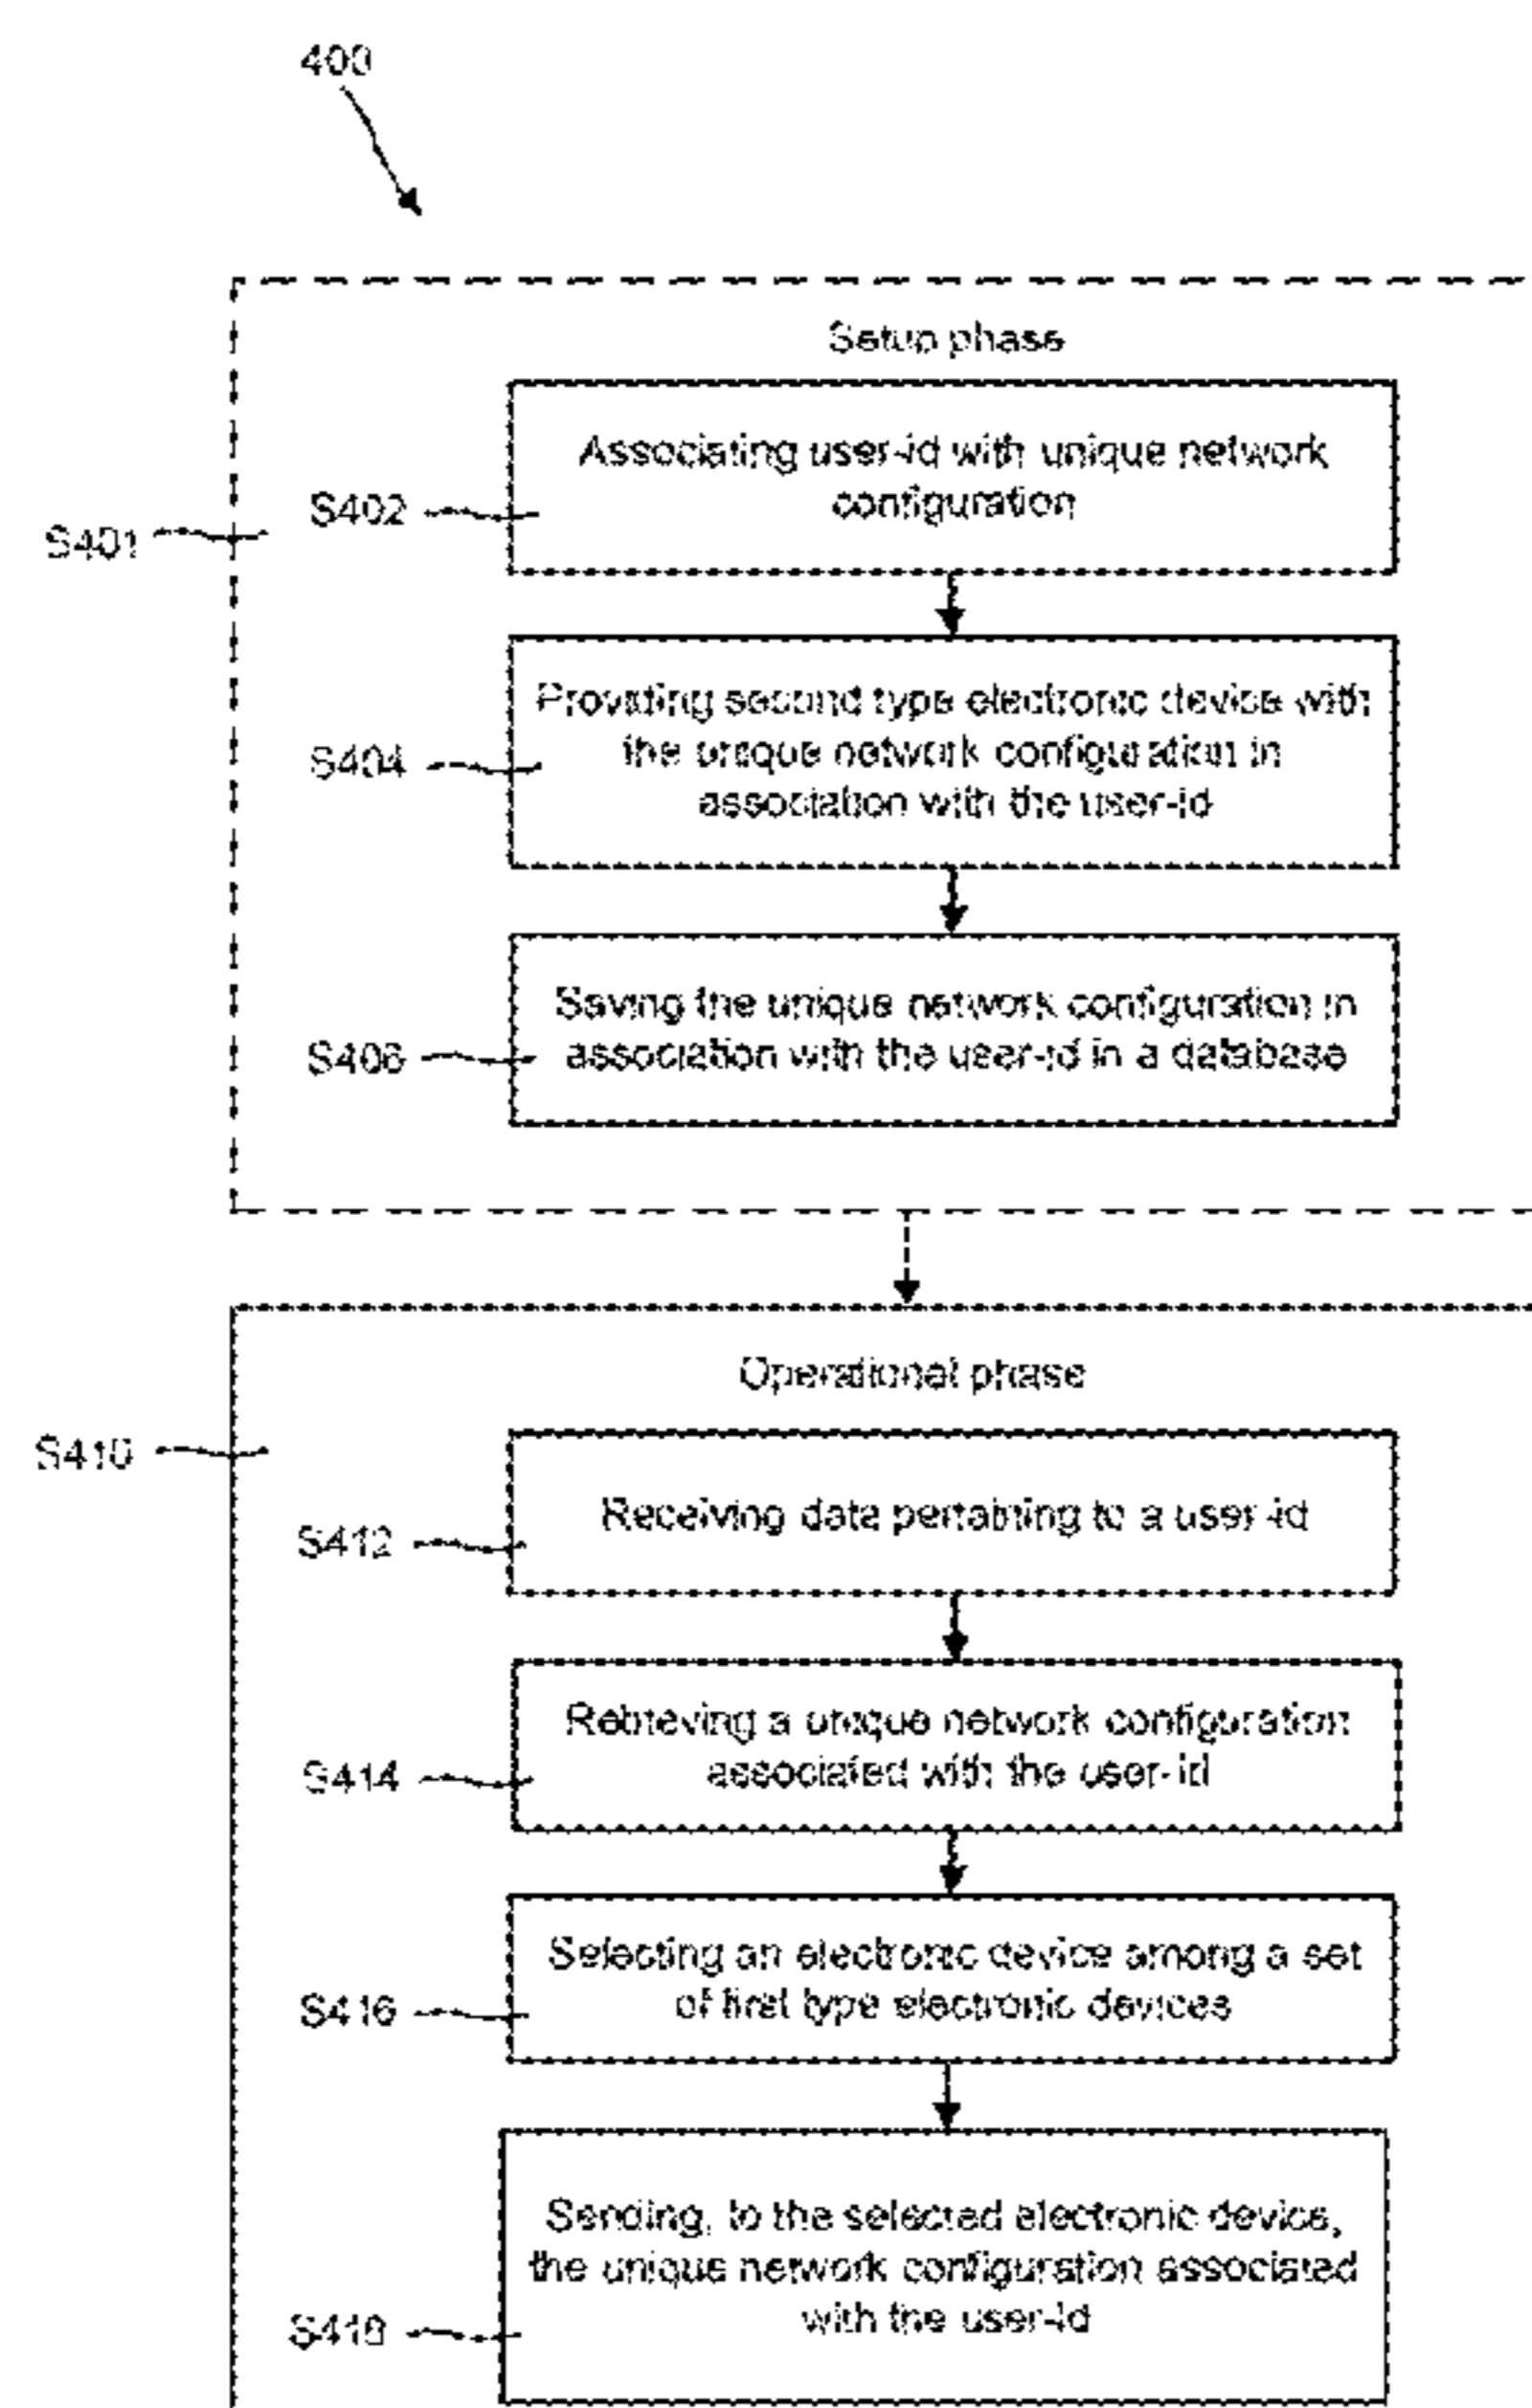 400
Setup phase
Associating user-id with unique network
configuration
S402
S401
Providing second type electronic device with
the unique network configuration in
association with the user-id
S404
Saving the unique network configuration in
association with the user-id in a database
S406
Operational phase
S410
Receiving data pertaining to a user-id
S412
Retrieving a unique network configuration
associated with the user-id
S414
Selecting an electronic device among a set
of first type electronic devices
S416
Sending, to the selected electronic device,
the unique network configuration associated
with the user-id
S418